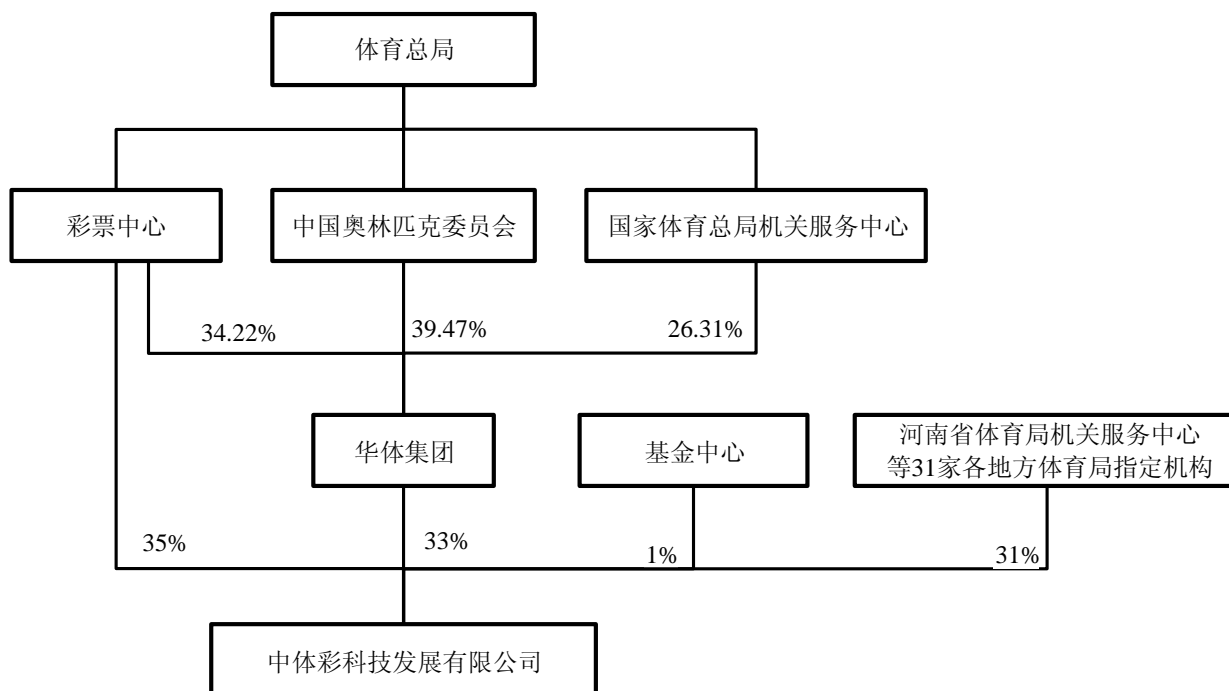 体育总局
彩票中心
中国奥林匹克委员会
国家体育总局机关服务中心
34.22%
39.47%
26.31%
华体集团
基金中心
河南省体育局机关服务中心
等31家各地方体育局指定机构
35%
33%
1%
31%
中体彩科技发展有限公司